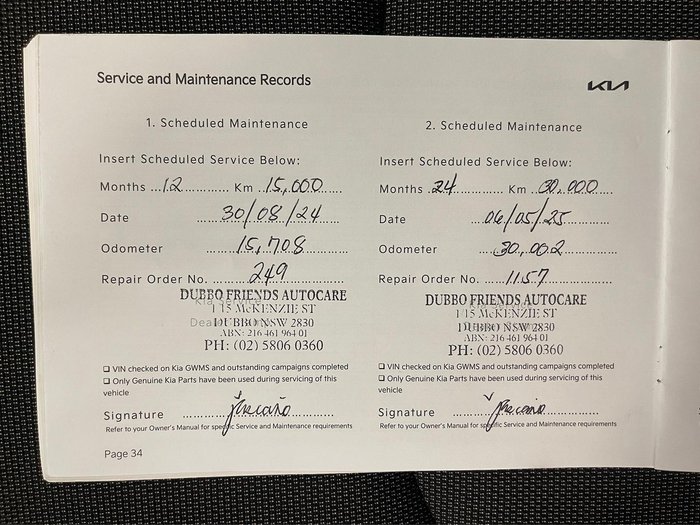 Service and Maintenance Records
KIA
1. Scheduled Maintenance
Insert Scheduled Service Below:
Months ...12............. Km ..15,000......
Date ......30/08/24
Odometer ......15,708..............
Repair Order No. .......249...............
DUBBO FRIENDS AUTOCARE
115 McKENZIE ST
DUBBO NSW 2830
ABN: 216 461 964 01
PH: (02) 5806 0360
❑ VIN checked on Kia GWMS and outstanding campaigns completed
❑ Only Genuine Kia Parts have been used during servicing of this
vehicle
Signature
Refer to your Owner's Manual for specific Service and Maintenance requirements
Page 34
2. Scheduled Maintenance
Insert Scheduled Service Below:
Months .24............. Km ..30,000....
Date ......06/05/25..........
Odometer ......30,002..............
Repair Order No. ......1157................
DUBBO FRIENDS AUTOCARE
115 McKENZIE ST
DUBBO NSW 2830
ABN: 216 461 964 01
PH: (02) 5806 0360
❑ VIN checked on Kia GWMS and outstanding campaigns completed
❑ Only Genuine Kia Parts have been used during servicing of this
vehicle
Signature
Refer to your Owner's Manual for specific Service and Maintenance requirements